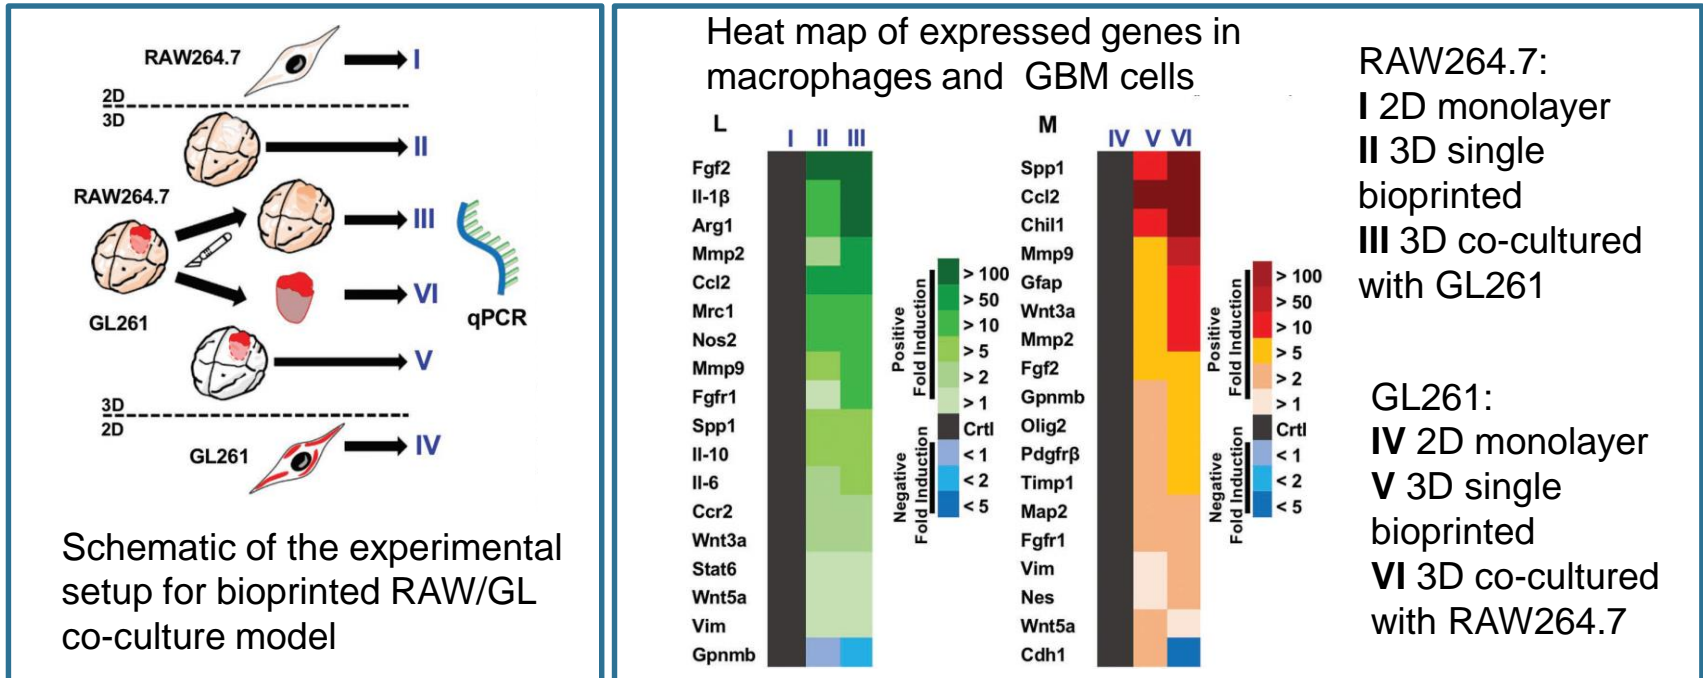 RAW264.7
I
2D
3D
II
RAW264.7
III
GL261
VI
qPCR
V
3D
2D
GL261
IV
Schematic of the experimental
setup for bioprinted RAW/GL
co-culture model
Heat map of expressed genes in
macrophages and GBM cells
L
I II III
Fgf2
Il-1β
Arg1
Mmp2
Ccl2
Mrc1
Nos2
Mmp9
Fgfr1
Spp1
Il-10
Il-6
Ccr2
Wnt3a
Stat6
Wnt5a
Vim
Gpnmb
Positive
Fold Induction
Negative
Fold Induction
> 100
> 50
> 10
> 5
> 2
> 1
Crtl
< 1
< 2
< 5
M
IV V VI
Spp1
Ccl2
Chil1
Mmp9
Gfap
Wnt3a
Mmp2
Fgf2
Gpnmb
Olig2
Pdgfrβ
Timp1
Map2
Fgfr1
Vim
Nes
Wnt5a
Cdh1
Positive
Fold Induction
Negative
Fold Induction
> 100
> 50
> 10
> 5
> 2
> 1
Crtl
< 1
< 2
< 5
RAW264.7:
I 2D monolayer
II 3D single
bioprinted
III 3D co-cultured
with GL261
GL261:
IV 2D monolayer
V 3D single
bioprinted
VI 3D co-cultured
with RAW264.7